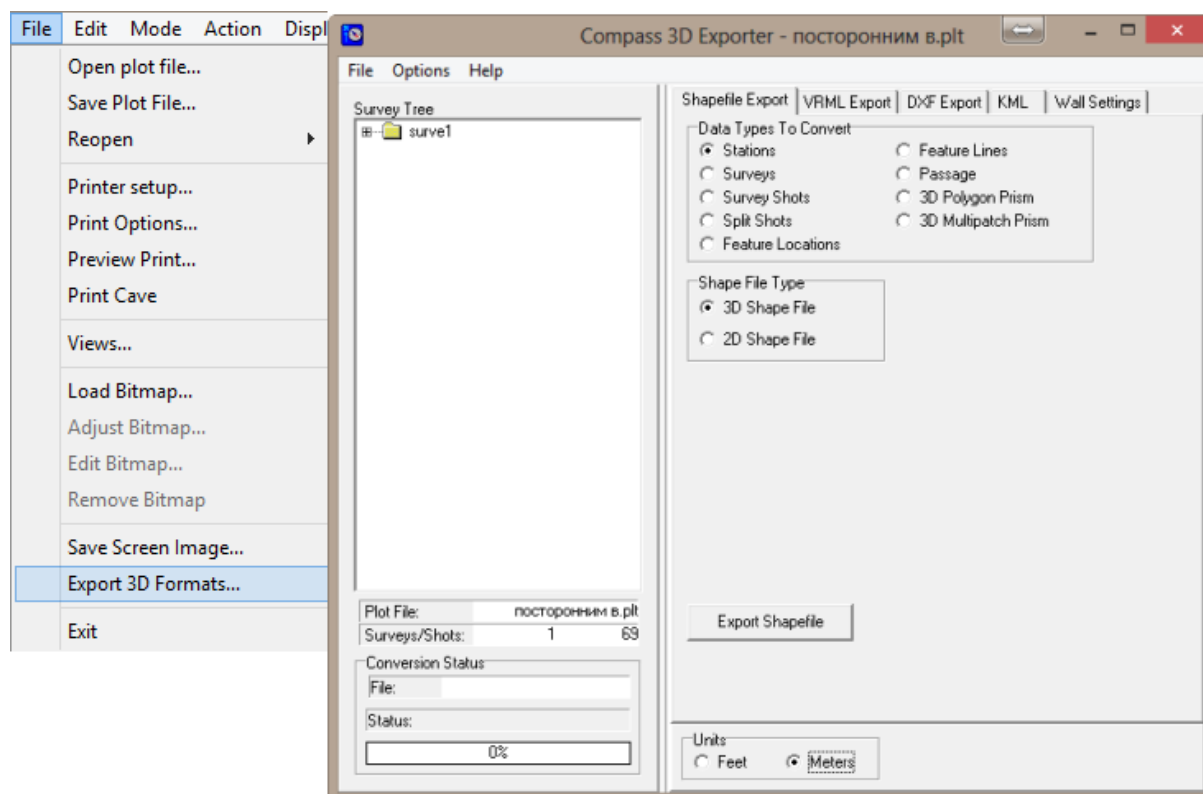 File Edit Mode Action Displ
Open plot file...
Save Plot File...
Reopen
Printer setup...
Print Options...
Preview Print...
Print Cave
Views...
Load Bitmap...
Adjust Bitmap...
Edit Bitmap...
Remove Bitmap
Save Screen Image...
Export 3D Formats...
Exit
Compass 3D Exporter - посторонним в.plt
File Options Help
Survey Tree
surve1
Plot File: посторонним в.plt
Surveys/Shots: 1 69
Conversion Status
File:
Status:
0%
Shapefile Export VRML Export DXF Export KML Wall Settings
Data Types To Convert
Stations Feature Lines
Surveys Passage
Survey Shots 3D Polygon Prism
Split Shots 3D Multipatch Prism
Feature Locations
Shape File Type
3D Shape File
2D Shape File
Export Shapefile
Units
Feet Meters